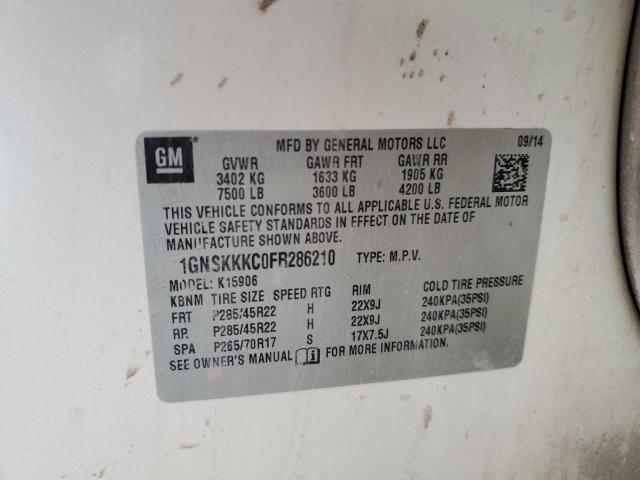 GM
MFD BY GENERAL MOTORS LLC 09/14
GVWR GAWR FRT GAWR RR
3402 KG 1633 KG 1905 KG
7500 LB 3600 LB 4200 LB
THIS VEHICLE CONFORMS TO ALL APPLICABLE U.S. FEDERAL MOTOR
VEHICLE SAFETY STANDARDS IN EFFECT ON THE DATE OF
MANUFACTURE SHOWN ABOVE.
1GNSKKKC0FR286210 TYPE: M.P.V.
MODEL: K15906
KBNM TIRE SIZE SPEED RTG RIM COLD TIRE PRESSURE
FRT P285/45R22 H 22X9J 240KPA(35PSI)
RR P285/45R22 H 22X9J 240KPA(35PSI)
SPA P265/70R17 S 17X7.5J 240KPA(35PSI)
SEE OWNER'S MANUAL FOR MORE INFORMATION.